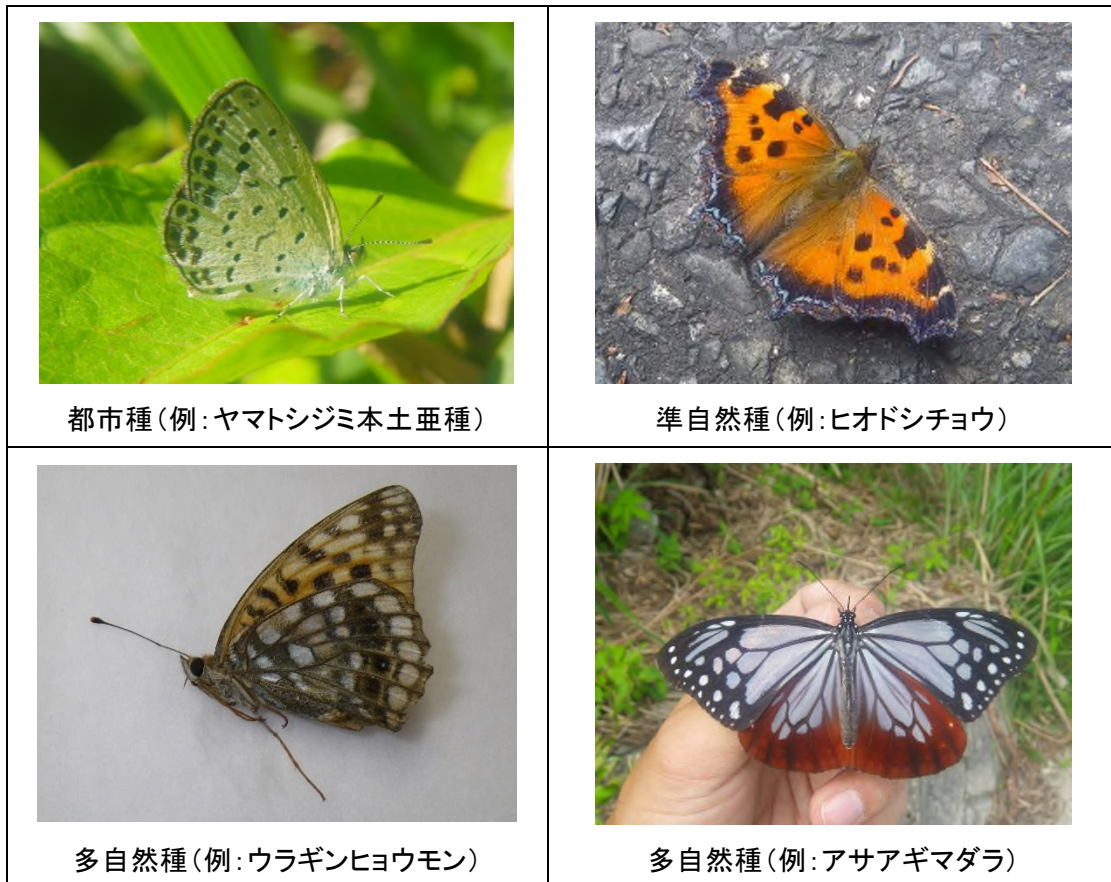 都市種(例:ヤマトシジミ本土亜種)
準自然種(例:ヒオドシチョウ)
多自然種(例:ウラギンヒョウモン)
多自然種(例:アサアギマダラ)